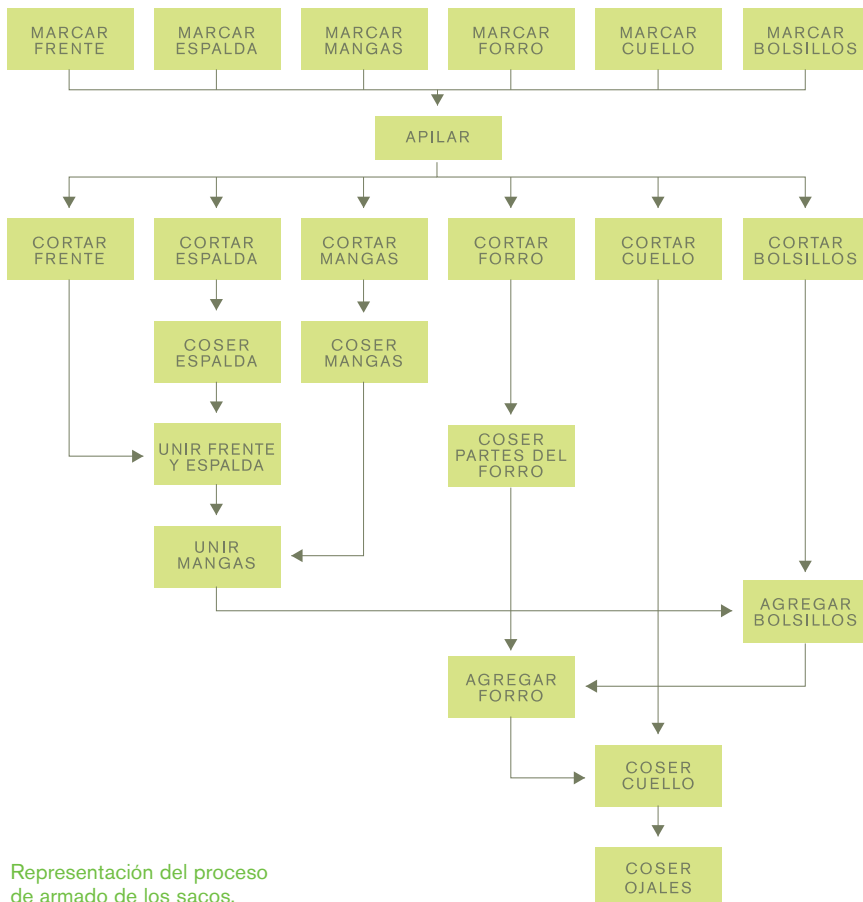 MARCAR
FRENTE
MARCAR
ESPALDA
MARCAR
MANGAS
MARCAR
FORRO
MARCAR
CUELLO
MARCAR
BOLSILLOS
APILAR
CORTAR
FRENTE
CORTAR
ESPALDA
CORTAR
MANGAS
CORTAR
FORRO
CORTAR
CUELLO
CORTAR
BOLSILLOS
COSER
ESPALDA
COSER
MANGAS
UNIR FRENTE
Y ESPALDA
COSER
PARTES DEL
FORRO
UNIR
MANGAS
AGREGAR
BOLSILLOS
AGREGAR
FORRO
COSER
CUELLO
COSER
OJALES
Representación del proceso
de armado de los sacos.